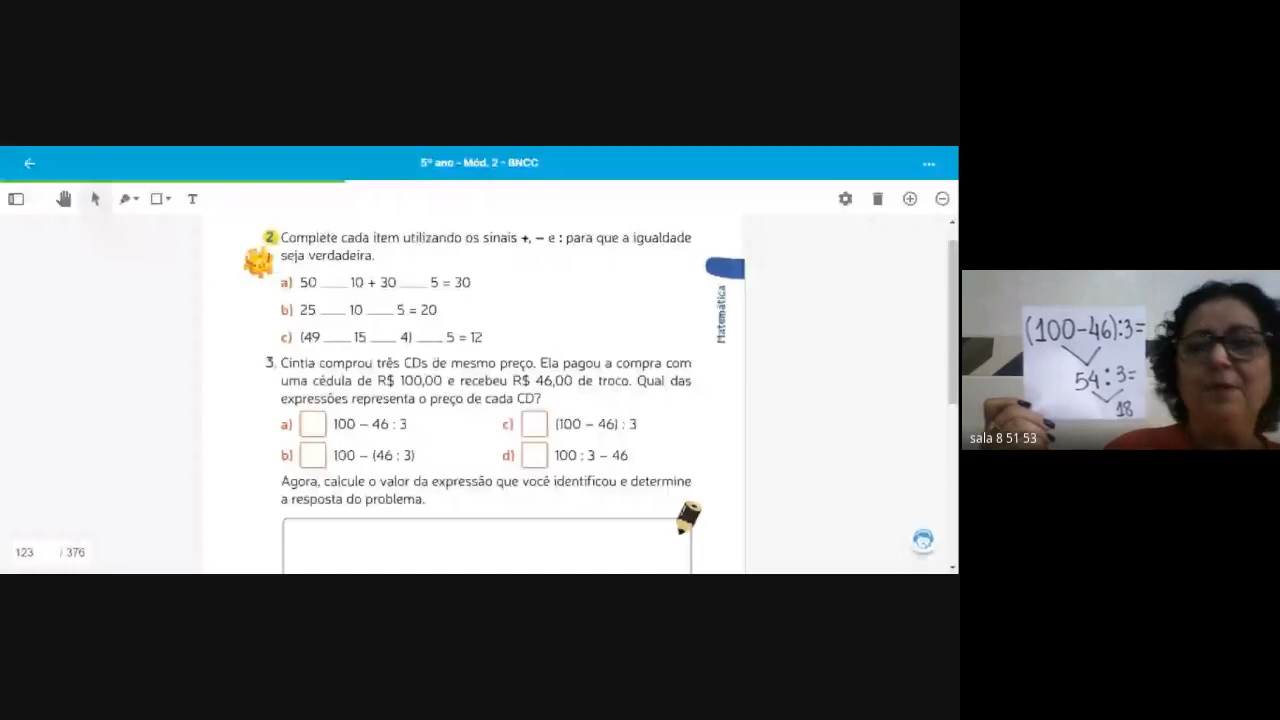 5º ano - Mód. 2 - BNCC
T
2 Complete cada item utilizando os sinais +, − e : para que a igualdade
seja verdadeira.
a) 50 ___ 10 + 30 ___ 5 = 30
b) 25 ___ 10 ___ 5 = 20
c) (49 ___ 15 ___ 4) ___ 5 = 12
3. Cíntia comprou três CDs de mesmo preço. Ela pagou a compra com
uma cédula de R$ 100,00 e recebeu R$ 46,00 de troco. Qual das
expressões representa o preço de cada CD?
a) 100 − 46 : 3
c) (100 − 46) : 3
b) 100 − (46 : 3)
d) 100 : 3 − 46
Agora, calcule o valor da expressão que você identificou e determine
a resposta do problema.
Matemática
123 / 376
(100-46):3=
54:3=
18
sala 8 51 53